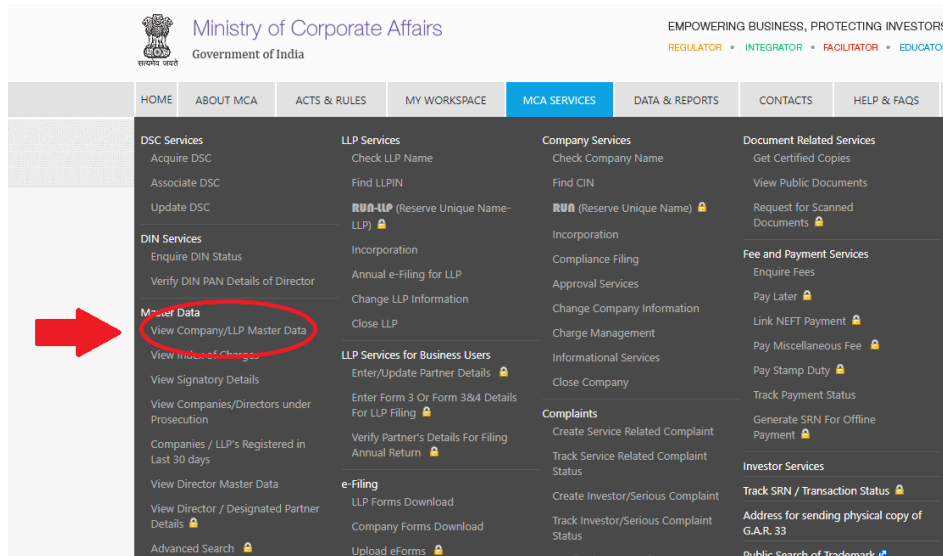 Ministry of Corporate Affairs
Government of India
सत्यमेव जयते
EMPOWERING BUSINESS, PROTECTING INVESTORS
REGULATOR • INTEGRATOR • FACILITATOR • EDUCATOR
HOME
ABOUT MCA
ACTS & RULES
MY WORKSPACE
MCA SERVICES
DATA & REPORTS
CONTACTS
HELP & FAQS
DSC Services
Acquire DSC
Associate DSC
Update DSC
DIN Services
Enquire DIN Status
Verify DIN PAN Details of Director
Master Data
View Company/LLP Master Data
View Index of Charges
View Signatory Details
View Companies/Directors under
Prosecution
Companies / LLP's Registered in
Last 30 days
View Director Master Data
View Director / Designated Partner
Details
Advanced Search
LLP Services
Check LLP Name
Find LLPIN
RUN-LLP (Reserve Unique Name-
LLP)
Incorporation
Annual e-Filing for LLP
Change LLP Information
Close LLP
LLP Services for Business Users
Enter/Update Partner Details
Enter Form 3 Or Form 3&4 Details
For LLP Filing
Verify Partner's Details For Filing
Annual Return
e-Filing
LLP Forms Download
Company Forms Download
Upload eForms
Company Services
Check Company Name
Find CIN
RUN (Reserve Unique Name)
Incorporation
Compliance Filing
Approval Services
Change Company Information
Charge Management
Informational Services
Close Company
Complaints
Create Service Related Complaint
Track Service Related Complaint
Status
Create Investor/Serious Complaint
Track Investor/Serious Complaint
Status
Document Related Services
Get Certified Copies
View Public Documents
Request for Scanned
Documents
Fee and Payment Services
Enquire Fees
Pay Later
Link NEFT Payment
Pay Miscellaneous Fee
Pay Stamp Duty
Track Payment Status
Generate SRN For Offline
Payment
Investor Services
Track SRN / Transaction Status
Address for sending physical copy of
G.A.R. 33
Public Search of Trademark